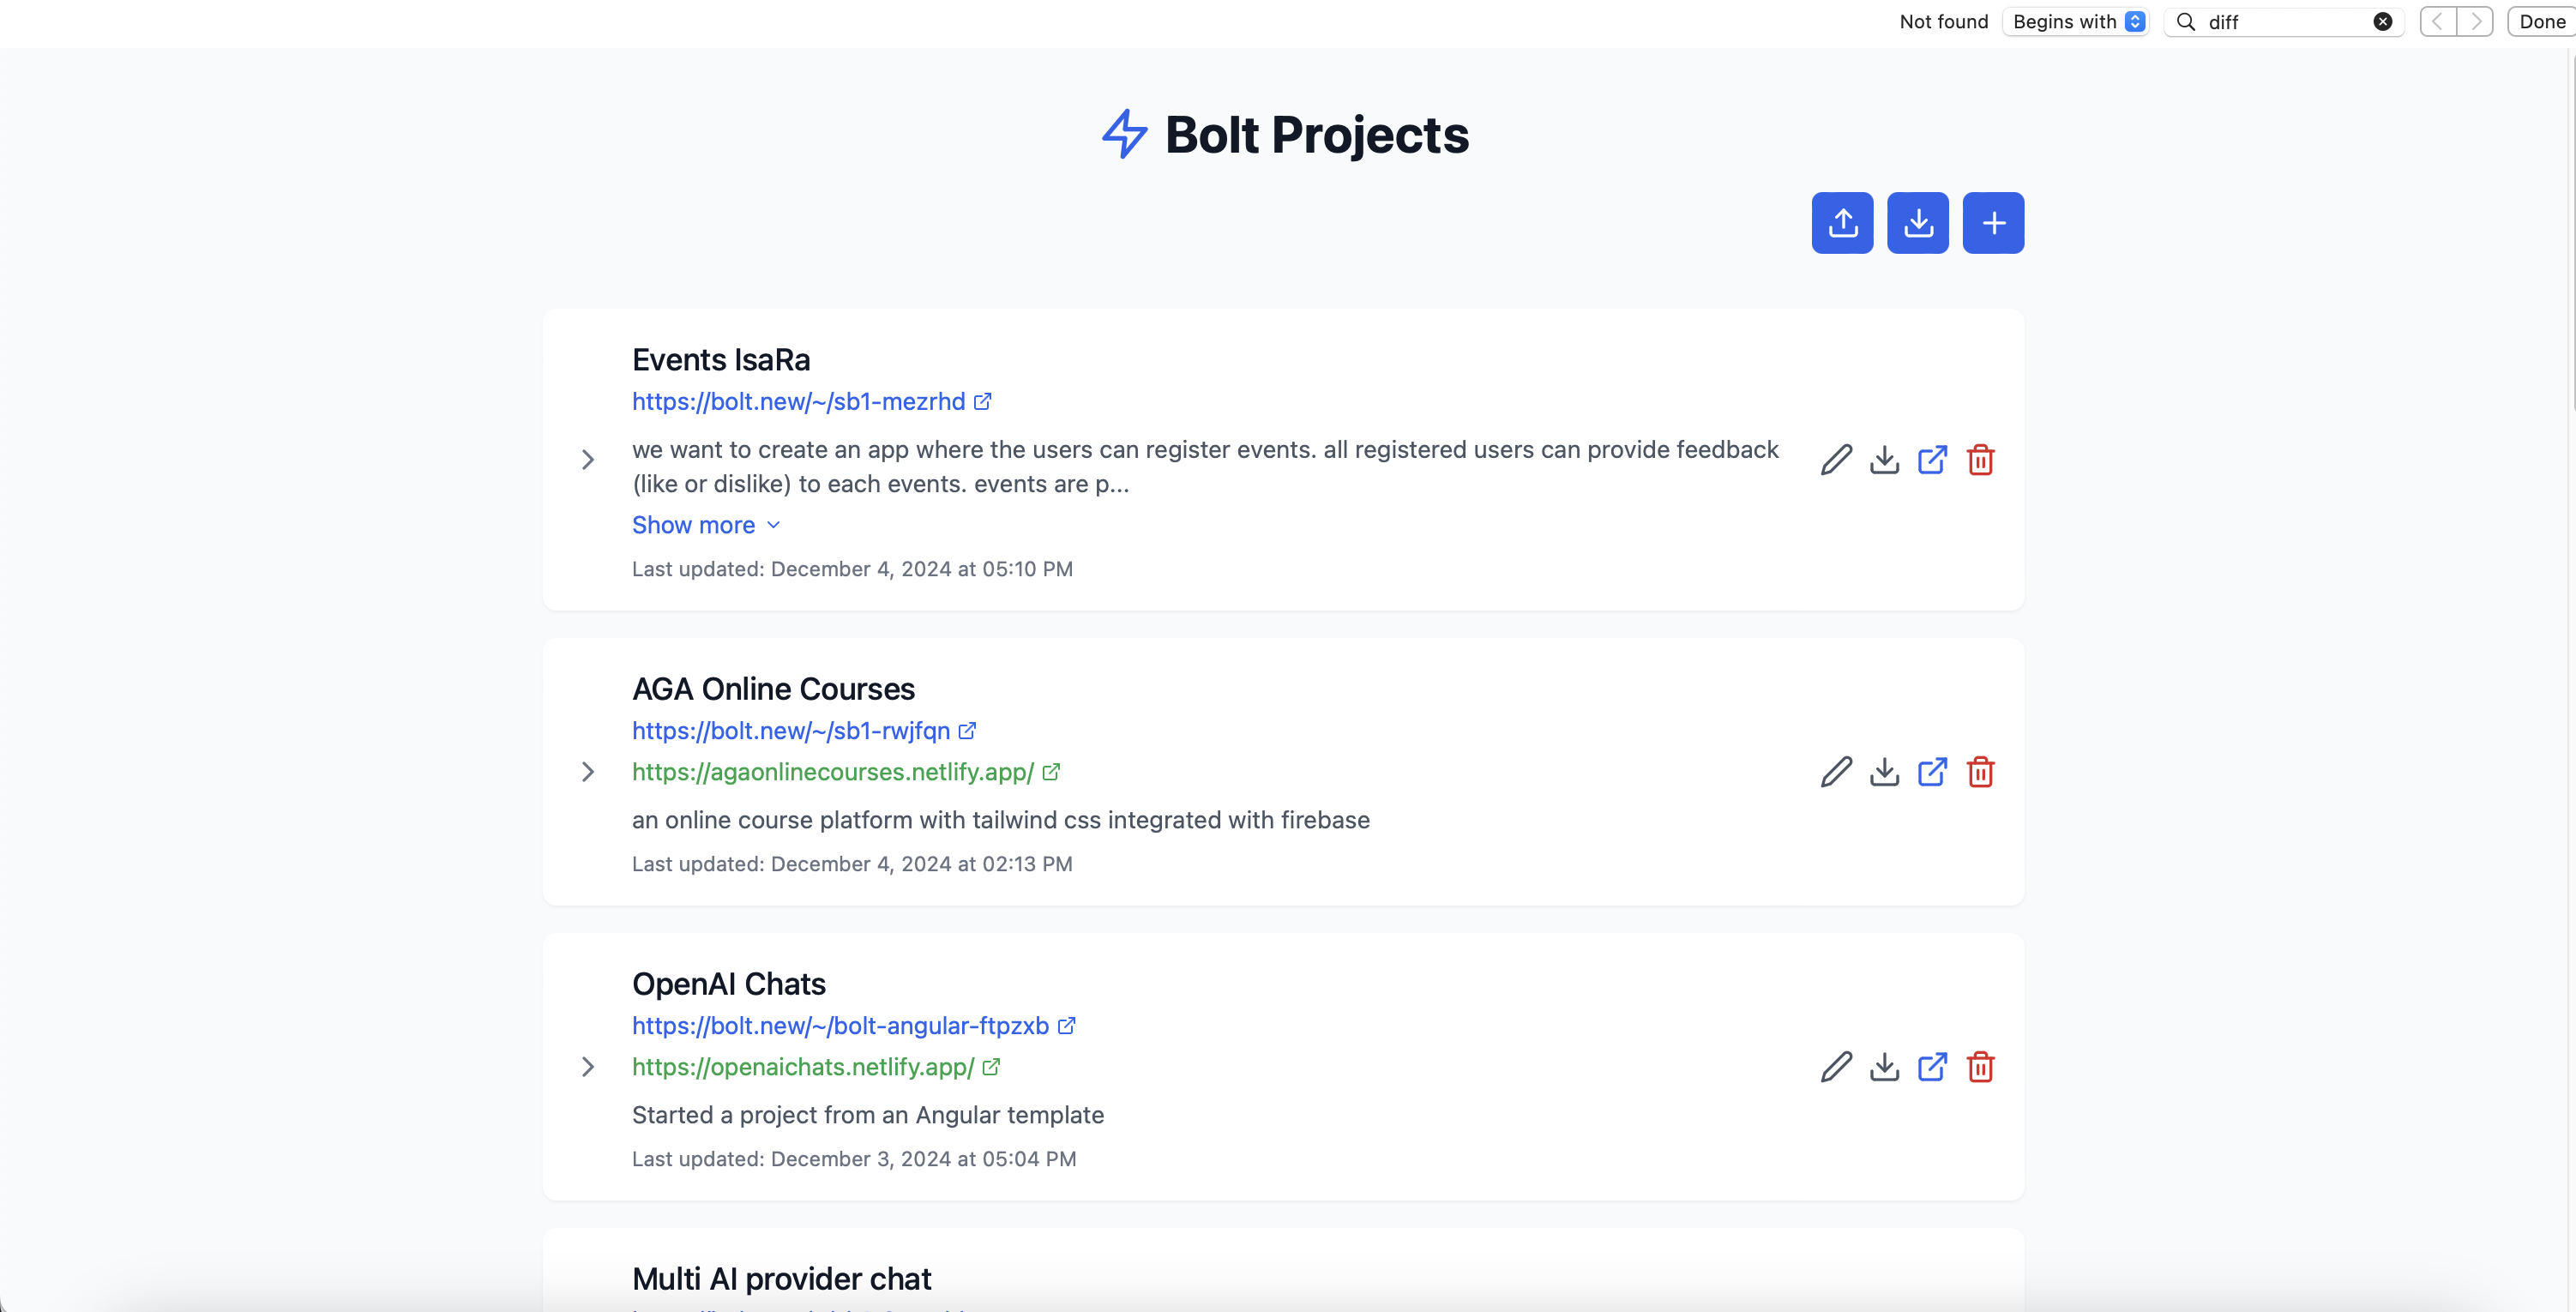 Not found Begins with diff Done
Bolt Projects
Events IsaRa
https://bolt.new/~/sb1-mezrhd
we want to create an app where the users can register events. all registered users can provide feedback
(like or dislike) to each events. events are p...
Show more
Last updated: December 4, 2024 at 05:10 PM
AGA Online Courses
https://bolt.new/~/sb1-rwjfqn
https://agaonlinecourses.netlify.app/
an online course platform with tailwind css integrated with firebase
Last updated: December 4, 2024 at 02:13 PM
OpenAI Chats
https://bolt.new/~/bolt-angular-ftpzxb
https://openaichats.netlify.app/
Started a project from an Angular template
Last updated: December 3, 2024 at 05:04 PM
Multi AI provider chat